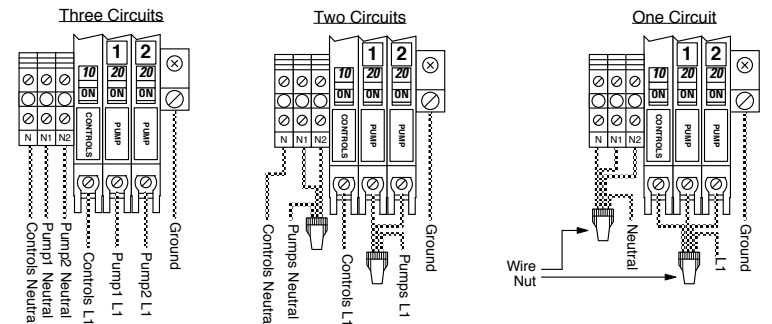 Three Circuits
1 2
10 20 20
ON ON ON
CONTROLS PUMP PUMP
N N1 N2
Controls Neutra
Pump1 Neutral
Pump2 Neutral
Controls L1
Pump1 L1
Pump2 L1
Ground
Two Circuits
1 2
10 20 20
ON ON ON
CONTROLS PUMP PUMP
N N1 N2
Controls Neutra
Pumps Neutral
Controls L1
Pumps L1
Ground
One Circuit
1 2
10 20 20
ON ON ON
CONTROLS PUMP PUMP
N N1 N2
Neutral
L1
Ground
Wire
Nut